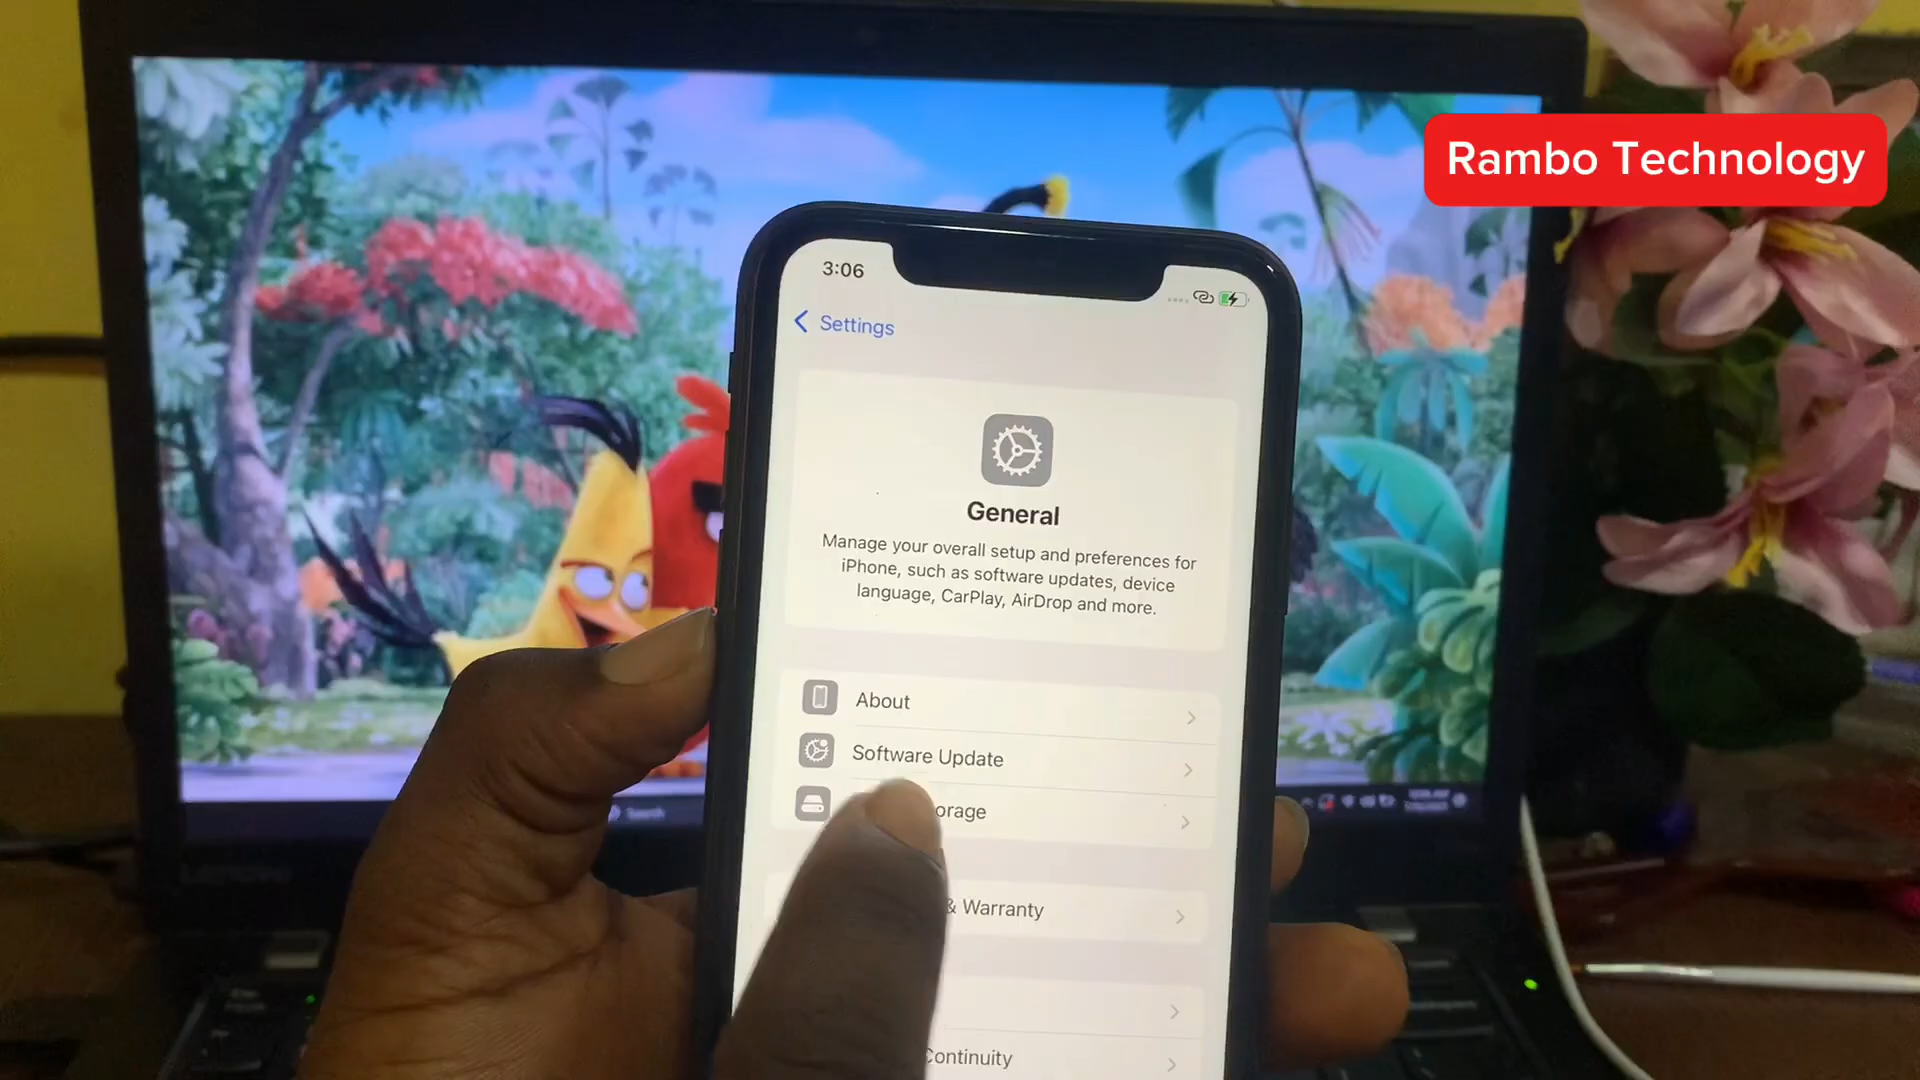 Rambo Technology
3:06
Settings
General
Manage your overall setup and preferences for
iPhone, such as software updates, device
language, CarPlay, AirDrop and more.
About
Software Update
orage
& Warranty
Continuity
Search